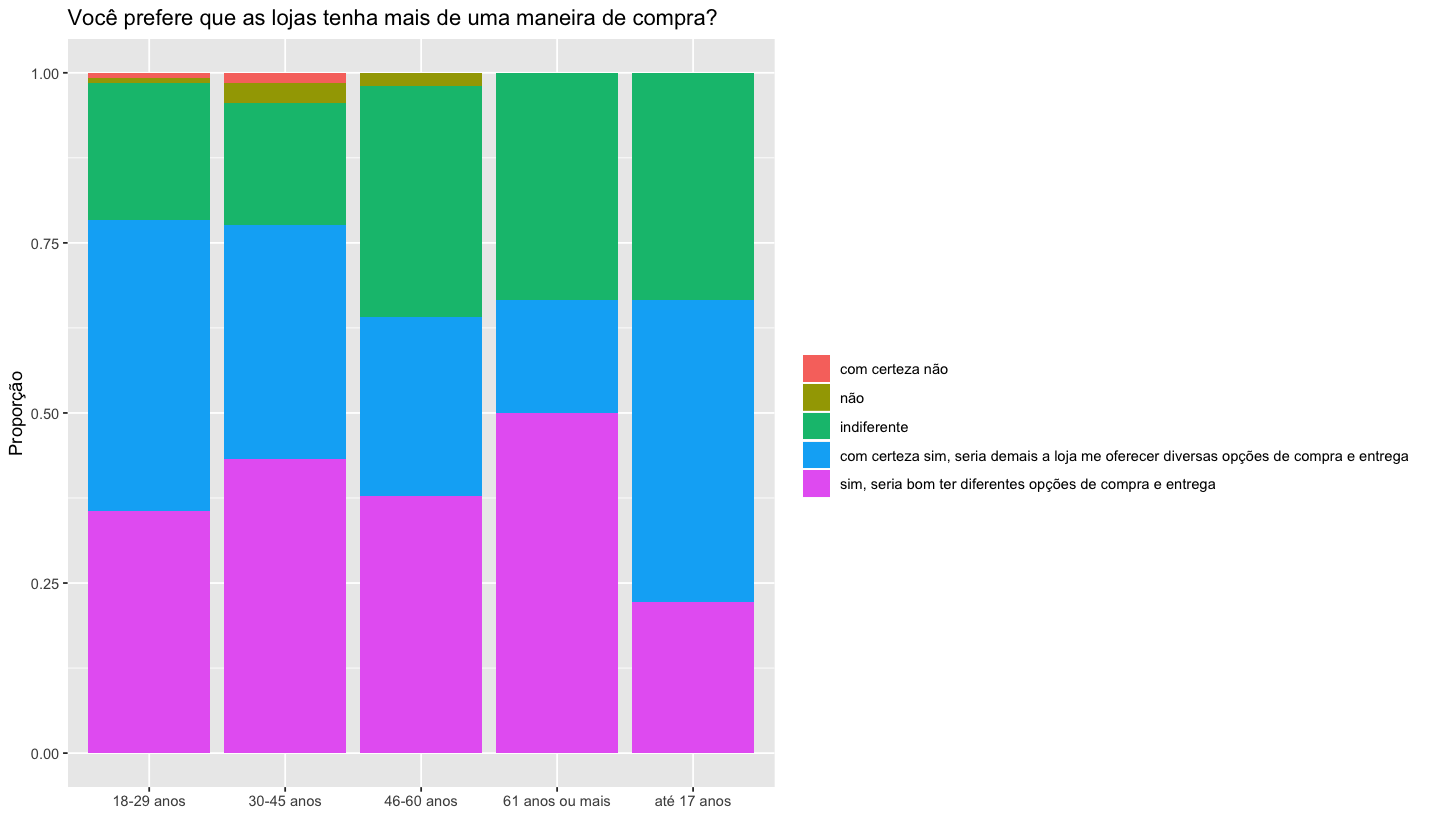 Você prefere que as lojas tenha mais de uma maneira de compra?
1.00
0.75
0.50
0.25
0.00
Proporção
18-29 anos
30-45 anos
46-60 anos
61 anos ou mais
até 17 anos
com certeza não
não
indiferente
com certeza sim, seria demais a loja me oferecer diversas opções de compra e entrega
sim, seria bom ter diferentes opções de compra e entrega